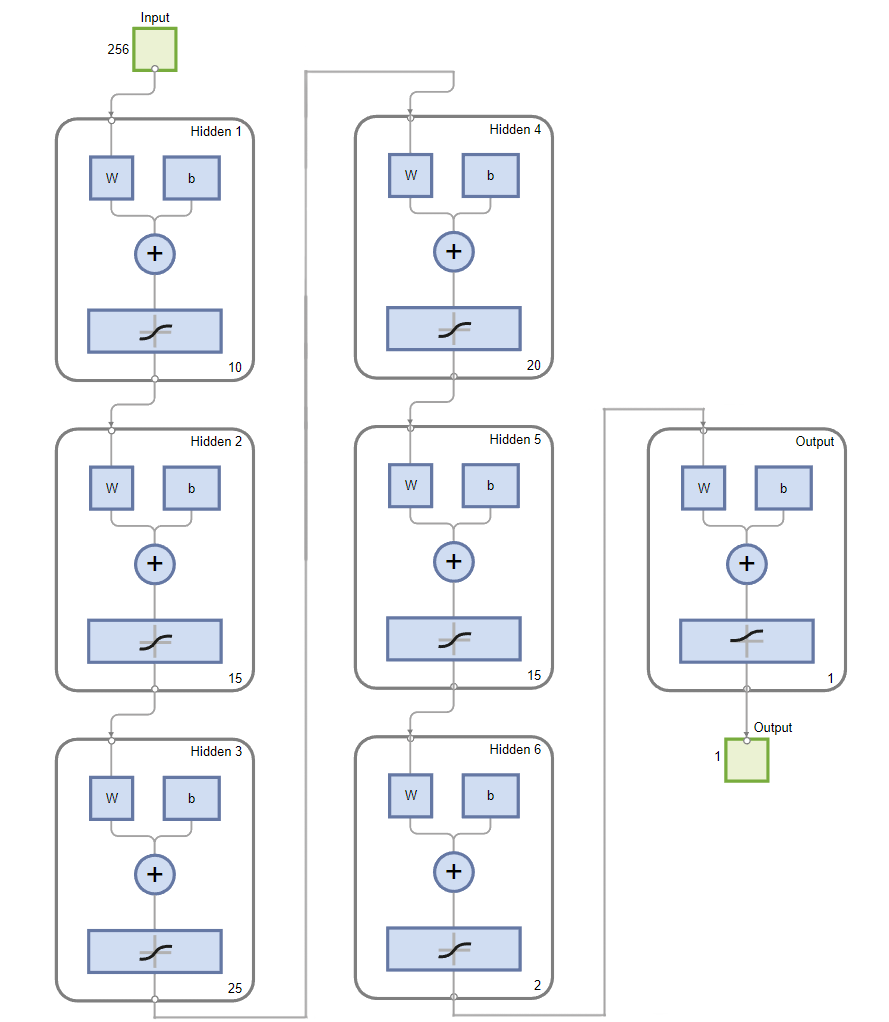 Input
256
Hidden 1
W
b
+
10
Hidden 2
W
b
+
15
Hidden 3
W
b
+
25
Hidden 4
W
b
+
20
Hidden 5
W
b
+
15
Hidden 6
W
b
+
2
Output
W
b
+
1
Output
1